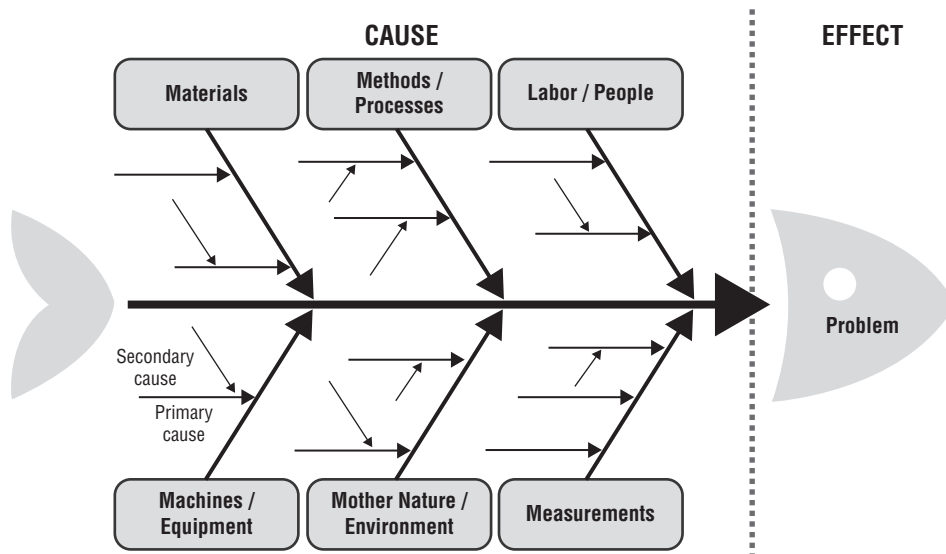 CAUSE
EFFECT
Materials
Methods /
Processes
Labor / People
Problem
Secondary
cause
Primary
cause
Machines /
Equipment
Mother Nature /
Environment
Measurements